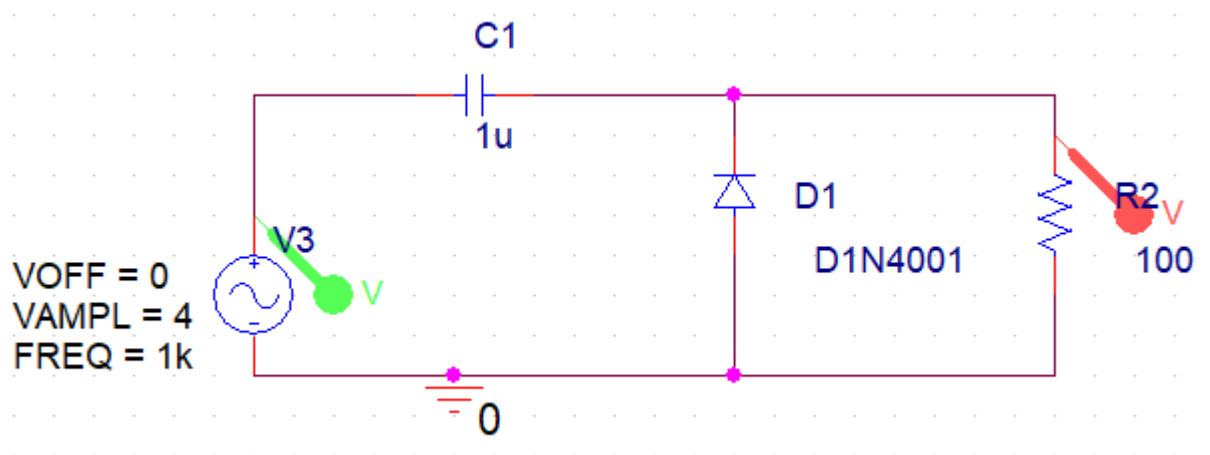 C1
1u
V3
VOFF = 0
VAMPL = 4
FREQ = 1k
V
D1
D1N4001
R2
V
100
0
+
-